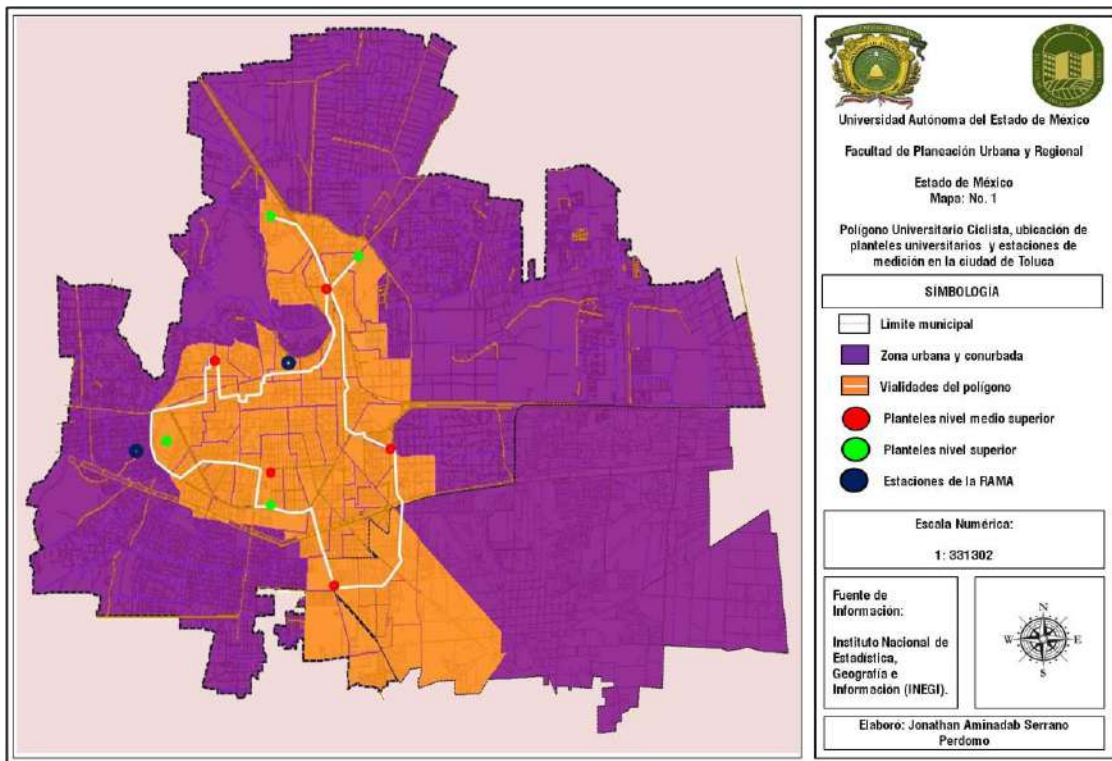 Universidad Autónoma del Estado de México
Facultad de Planeación Urbana y Regional
Estado de México
Mapa: No. 1
Polígono Universitario Ciclista, ubicación de
planteles universitarios y estaciones de
medición en la ciudad de Toluca
SIMBOLOGÍA
Limite municipal
Zona urbana y conurbada
Vialidades del polígono
Planteles nivel medio superior
Planteles nivel superior
Estaciones de la RAMA
Escala Numérica:
1: 331302
Fuente de
Información:
Instituto Nacional de
Estadística,
Geografía e
Información (INEGI).
N
W
E
S
Elaboró: Jonathan Aminadab Serrano
Perdomo